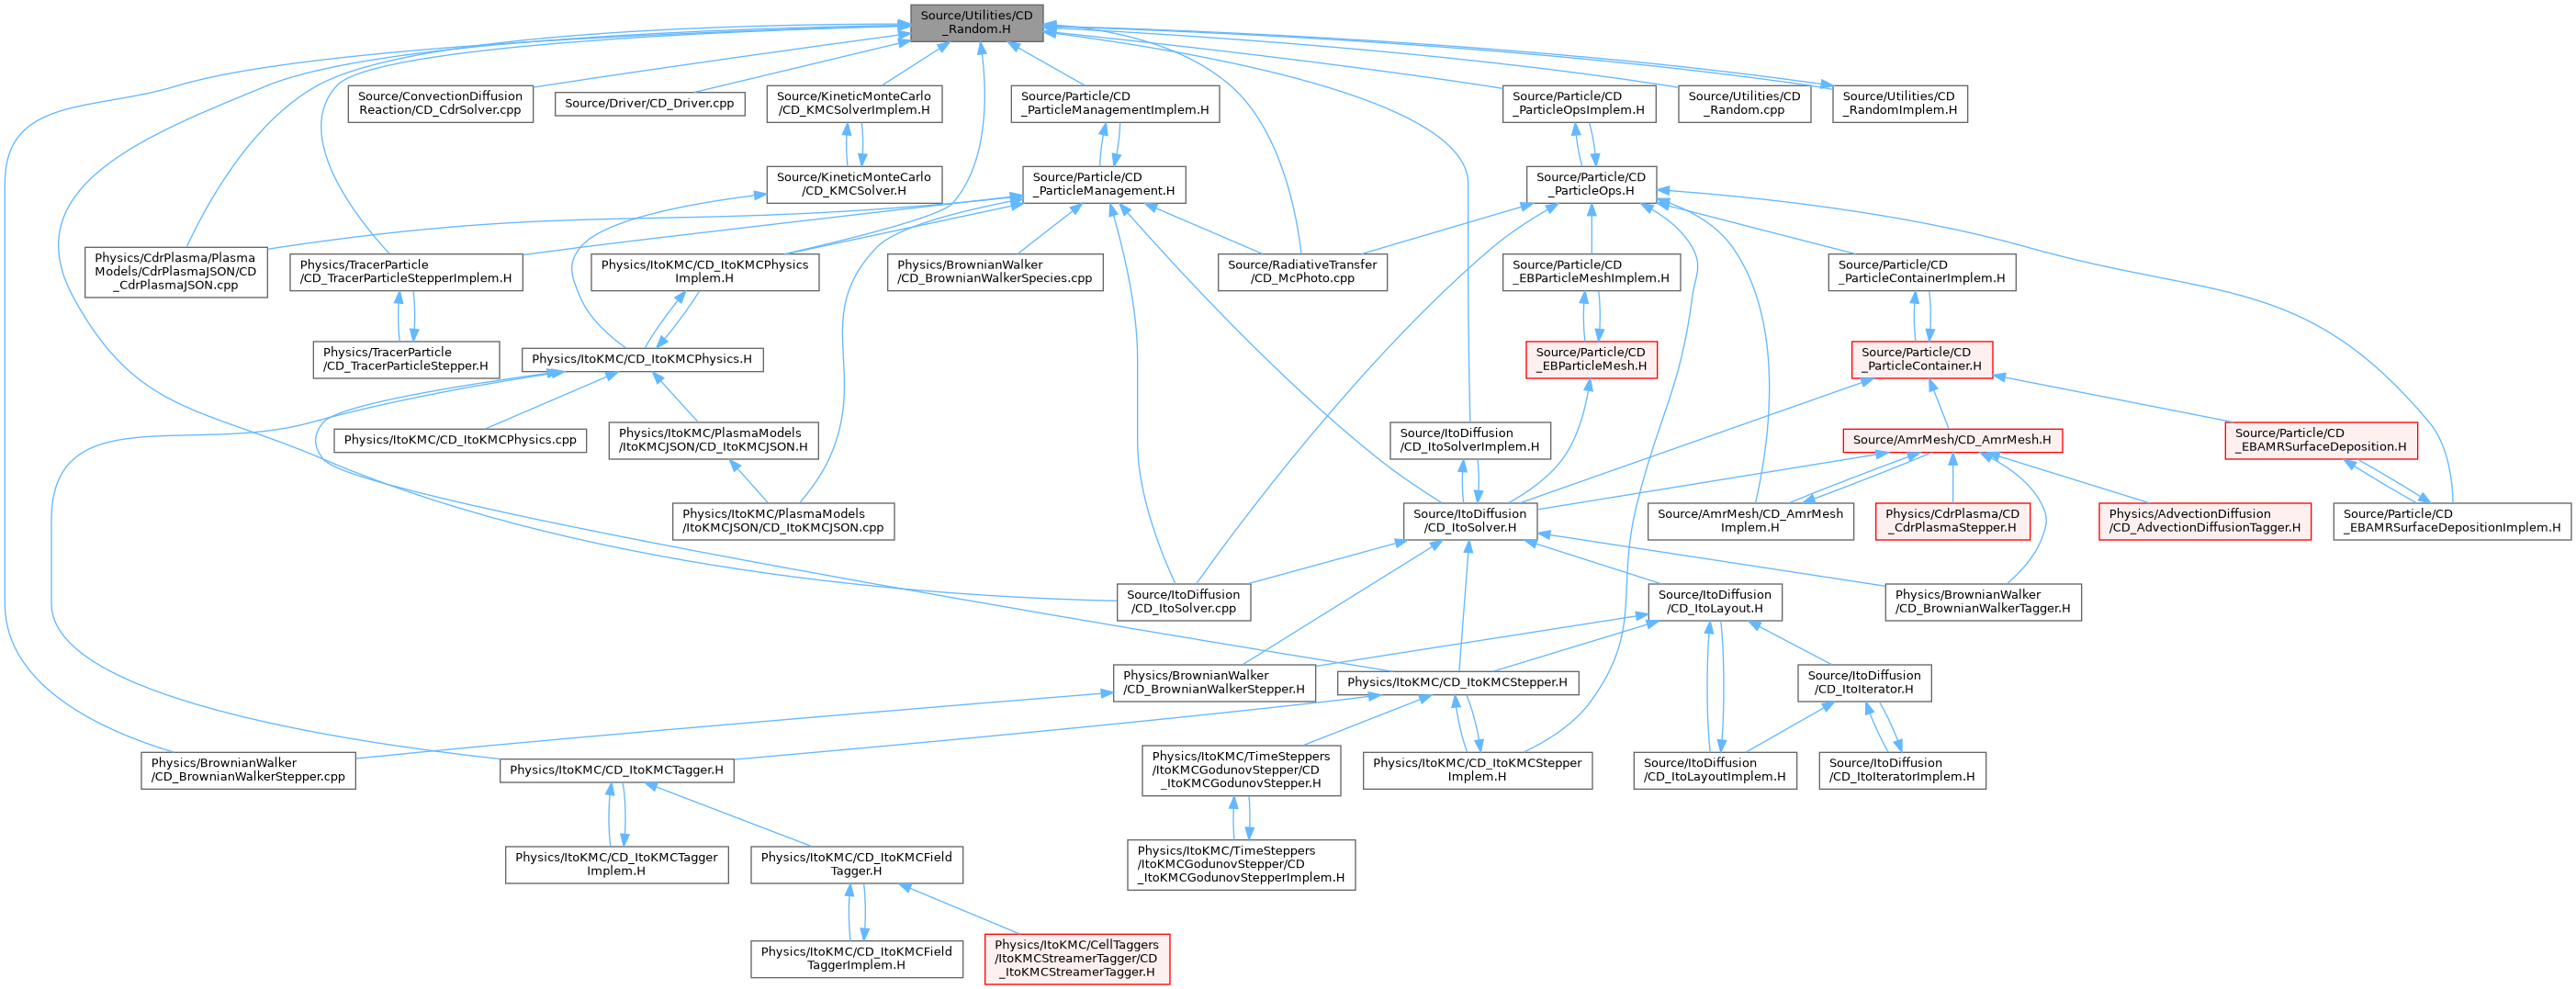 Source/Utilities/CD
_Random.H
Source/ConvectionDiffusion
Reaction/CD_CdrSolver.cpp
Source/Driver/CD_Driver.cpp
Source/KineticMonteCarlo
/CD_KMCSolverImplem.H
Source/Particle/CD
_ParticleManagementImplem.H
Source/Particle/CD
_ParticleOpsImplem.H
Source/Utilities/CD
_Random.cpp
Source/Utilities/CD
_RandomImplem.H
Source/KineticMonteCarlo
/CD_KMCSolver.H
Source/Particle/CD
_ParticleManagement.H
Source/Particle/CD
_ParticleOps.H
Physics/CdrPlasma/Plasma
Models/CdrPlasmaJSON/CD
_CdrPlasmaJSON.cpp
Physics/TracerParticle
/CD_TracerParticleStepperImplem.H
Physics/ItoKMC/CD_ItoKMCPhysics
Implem.H
Physics/BrownianWalker
/CD_BrownianWalkerSpecies.cpp
Source/RadiativeTransfer
/CD_McPhoto.cpp
Source/Particle/CD
_EBParticleMeshImplem.H
Source/Particle/CD
_ParticleContainerImplem.H
Physics/TracerParticle
/CD_TracerParticleStepper.H
Physics/ItoKMC/CD_ItoKMCPhysics.H
Source/Particle/CD
_EBParticleMesh.H
Source/Particle/CD
_ParticleContainer.H
Physics/ItoKMC/CD_ItoKMCPhysics.cpp
Physics/ItoKMC/PlasmaModels
/ItoKMCJSON/CD_ItoKMCJSON.H
Source/ItoDiffusion
/CD_ItoSolverImplem.H
Source/AmrMesh/CD_AmrMesh.H
Source/Particle/CD
_EBAMRSurfaceDeposition.H
Physics/ItoKMC/PlasmaModels
/ItoKMCJSON/CD_ItoKMCJSON.cpp
Source/ItoDiffusion
/CD_ItoSolver.H
Source/AmrMesh/CD_AmrMesh
Implem.H
Physics/CdrPlasma/CD
_CdrPlasmaStepper.H
Physics/AdvectionDiffusion
/CD_AdvectionDiffusionTagger.H
Source/Particle/CD
_EBAMRSurfaceDepositionImplem.H
Source/ItoDiffusion
/CD_ItoSolver.cpp
Source/ItoDiffusion
/CD_ItoLayout.H
Physics/BrownianWalker
/CD_BrownianWalkerTagger.H
Physics/BrownianWalker
/CD_BrownianWalkerStepper.H
Physics/ItoKMC/CD_ItoKMCStepper.H
Source/ItoDiffusion
/CD_ItoIterator.H
Physics/BrownianWalker
/CD_BrownianWalkerStepper.cpp
Physics/ItoKMC/CD_ItoKMCTagger.H
Physics/ItoKMC/TimeSteppers
/ItoKMCGodunovStepper/CD
_ItoKMCGodunovStepper.H
Physics/ItoKMC/CD_ItoKMCStepper
Implem.H
Source/ItoDiffusion
/CD_ItoLayoutImplem.H
Source/ItoDiffusion
/CD_ItoIteratorImplem.H
Physics/ItoKMC/CD_ItoKMCTagger
Implem.H
Physics/ItoKMC/CD_ItoKMCField
Tagger.H
Physics/ItoKMC/TimeSteppers
/ItoKMCGodunovStepper/CD
_ItoKMCGodunovStepperImplem.H
Physics/ItoKMC/CD_ItoKMCField
TaggerImplem.H
Physics/ItoKMC/CellTaggers
/ItoKMCStreamerTagger/CD
_ItoKMCStreamerTagger.H